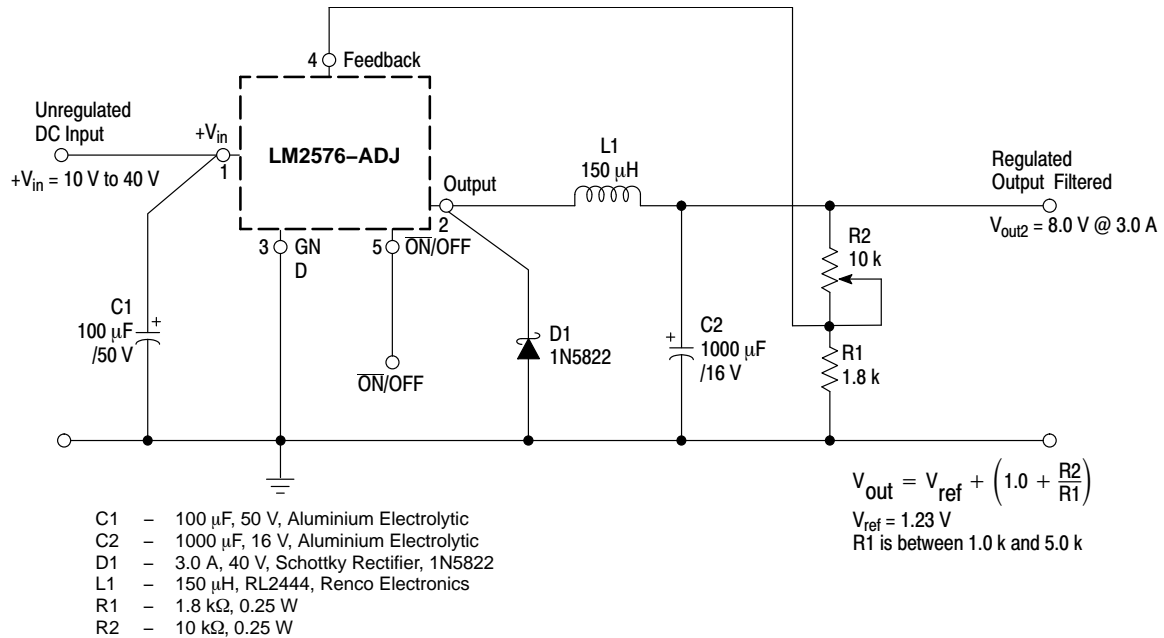 4 Feedback
Unregulated
DC Input
+Vin
1
LM2576–ADJ
+Vin = 10 V to 40 V
L1
150 μH
Output
2
Regulated
Output Filtered
Vout2 = 8.0 V @ 3.0 A
3 GN
D
5 ON/OFF
R2
10 k
C1
100 μF
/50 V
+
ON/OFF
D1
1N5822
+
C2
1000 μF
/16 V
R1
1.8 k
Vout = Vref + (1.0 + R2/R1)
Vref = 1.23 V
R1 is between 1.0 k and 5.0 k
C1 – 100 μF, 50 V, Aluminium Electrolytic
C2 – 1000 μF, 16 V, Aluminium Electrolytic
D1 – 3.0 A, 40 V, Schottky Rectifier, 1N5822
L1 – 150 μH, RL2444, Renco Electronics
R1 – 1.8 kΩ, 0.25 W
R2 – 10 kΩ, 0.25 W